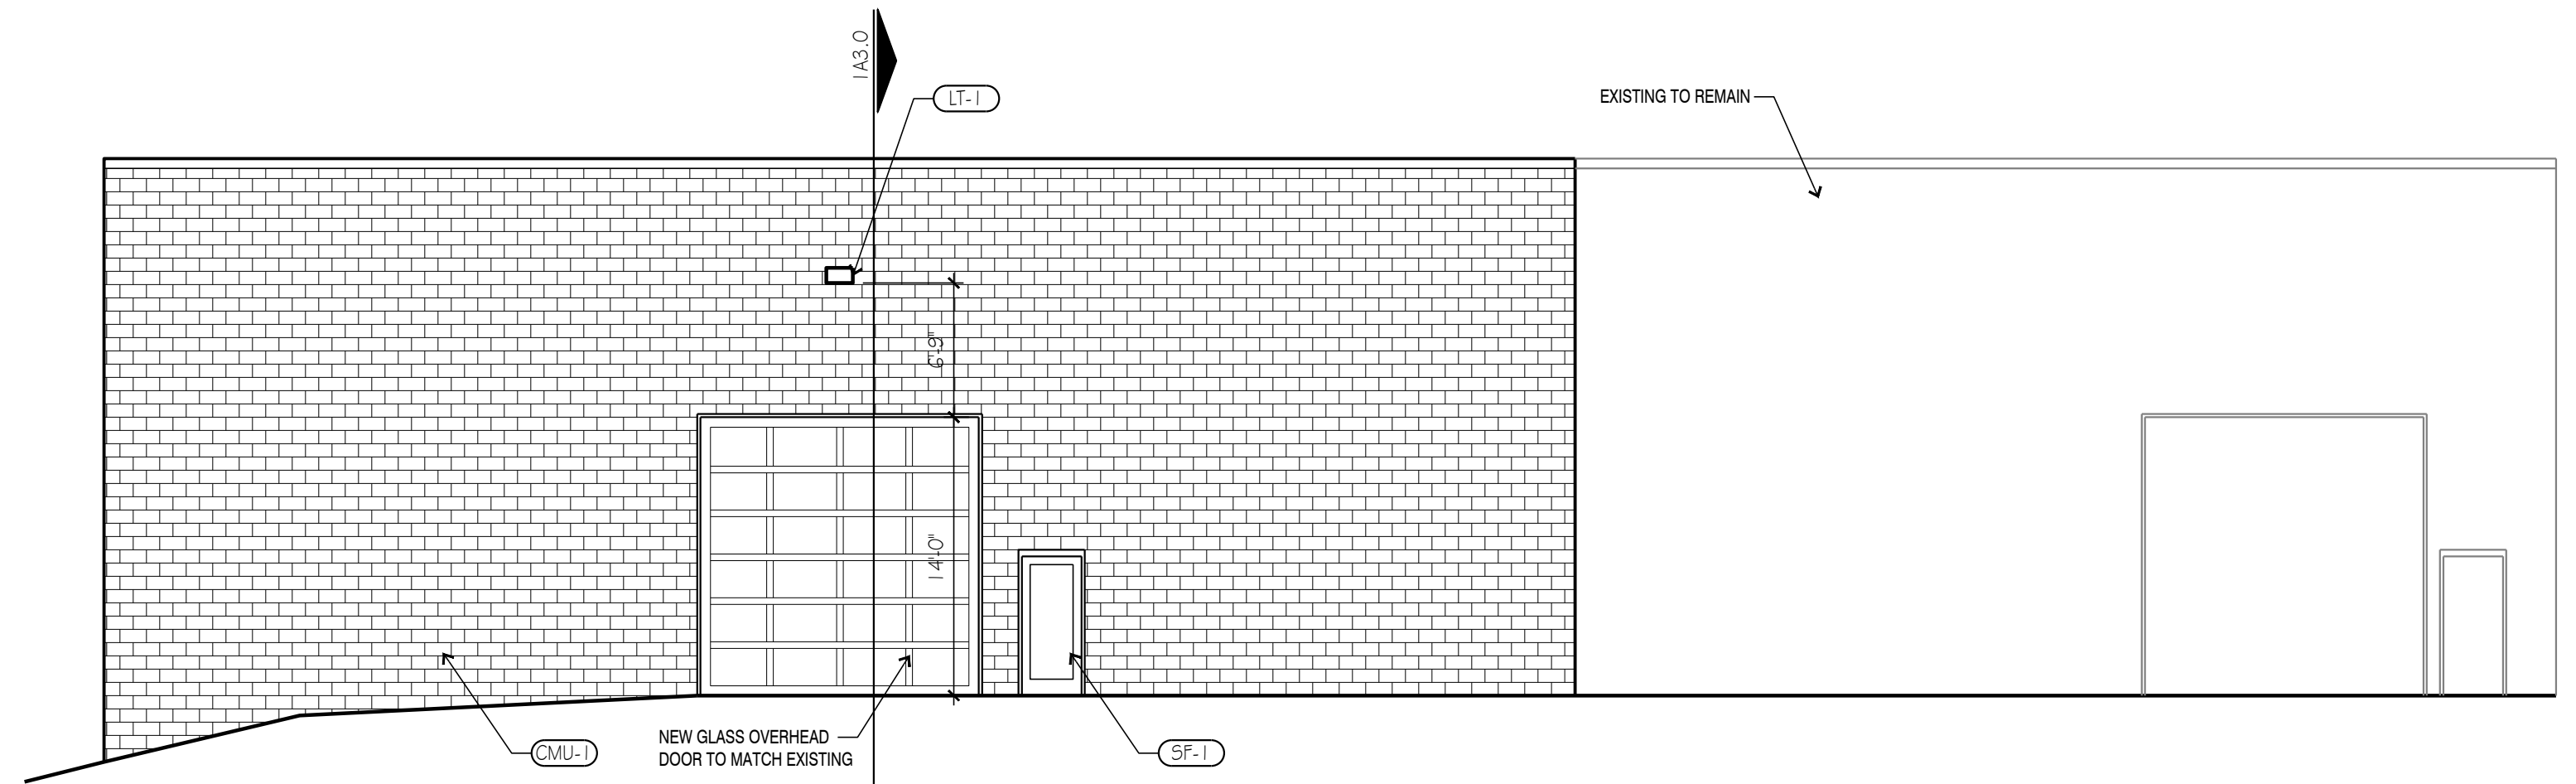 1A3.0
LT-1
EXISTING TO REMAIN
6'-9"
14'-0"
NEW GLASS OVERHEAD
DOOR TO MATCH EXISTING
CMU-1
SF-1